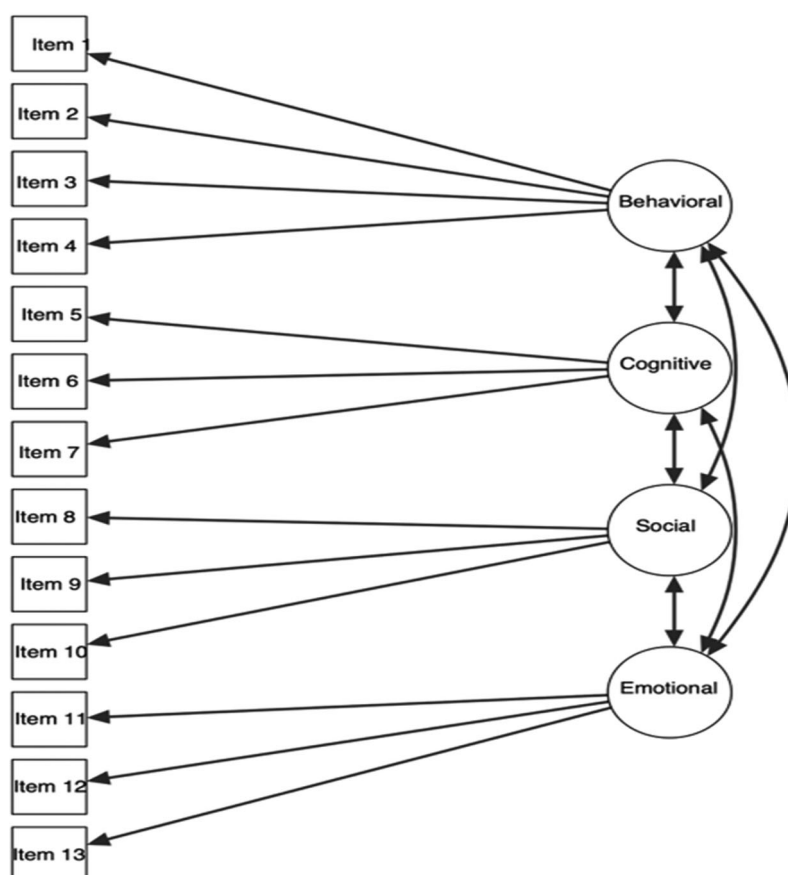 Item 1
Item 2
Item 3
Item 4
Item 5
Item 6
Item 7
Item 8
Item 9
Item 10
Item 11
Item 12
Item 13
Behavioral
Cognitive
Social
Emotional